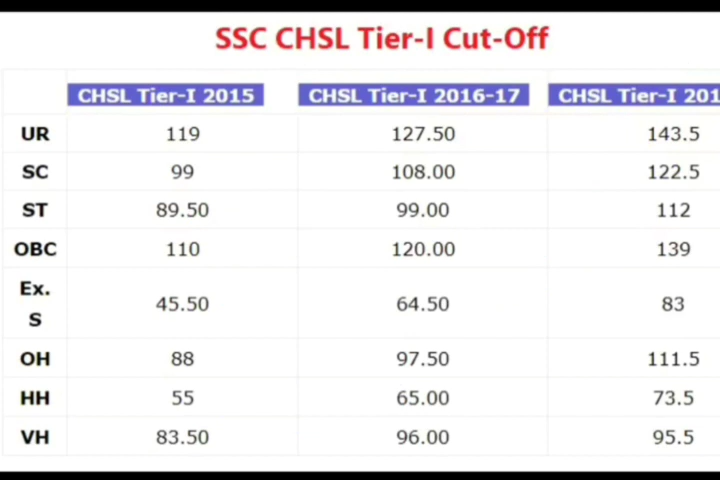 SSC CHSL Tier-I Cut-Off
CHSL Tier-I 2015 CHSL Tier-I 2016-17 CHSL Tier-I
UR 119 127.50 143.5
SC 99 108.00 122.5
ST 89.50 99.00 112
OBC 110 120.00 139
Ex.
S 45.50 64.50 83
OH 88 97.50 111.5
HH 55 65.00 73.5
VH 83.50 96.00 95.5